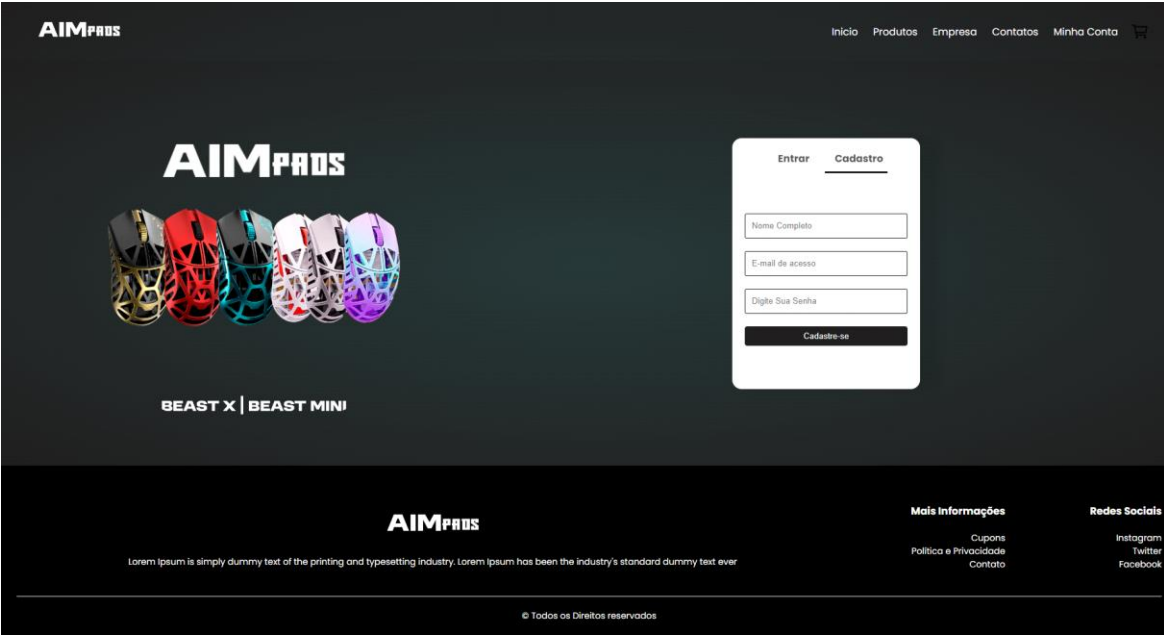 AIMPADS
Inicio Produtos Empresa Contatos Minha Conta
AIMPADS
BEAST X | BEAST MINI
Entrar Cadastro
Nome Completo
E-mail de acesso
Digite Sua Senha
Cadastre-se
AIMPADS
Lorem Ipsum is simply dummy text of the printing and typesetting industry. Lorem Ipsum has been the industry's standard dummy text ever
Mais Informações
Cupons
Politica e Privacidade
Contato
Redes Sociais
Instagram
Twitter
Facebook
© Todos os Direitos reservados